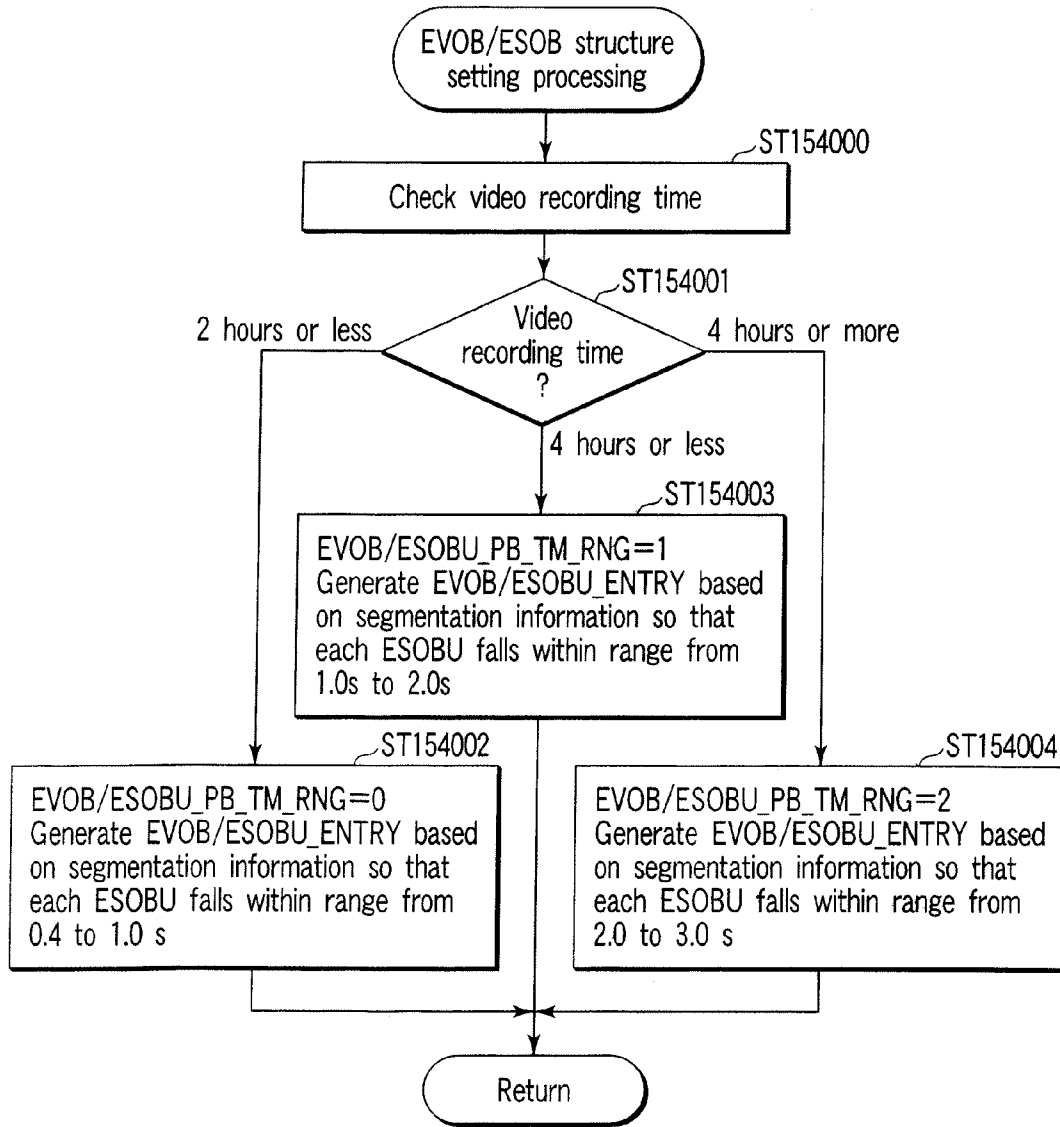 EVOB/ESOB structure
setting processing
ST154000
Check video recording time
ST154001
Video
recording time
?
2 hours or less
4 hours or more
4 hours or less
ST154003
EVOB/ESOBU_PB_TM_RNG=1
Generate EVOB/ESOBU_ENTRY based
on segmentation information so that
each ESOBU falls within range from
1.0s to 2.0s
ST154002
EVOB/ESOBU_PB_TM_RNG=0
Generate EVOB/ESOBU_ENTRY based
on segmentation information so that
each ESOBU falls within range from
0.4 to 1.0 s
ST154004
EVOB/ESOBU_PB_TM_RNG=2
Generate EVOB/ESOBU_ENTRY based
on segmentation information so that
each ESOBU falls within range from
2.0 to 3.0 s
Return